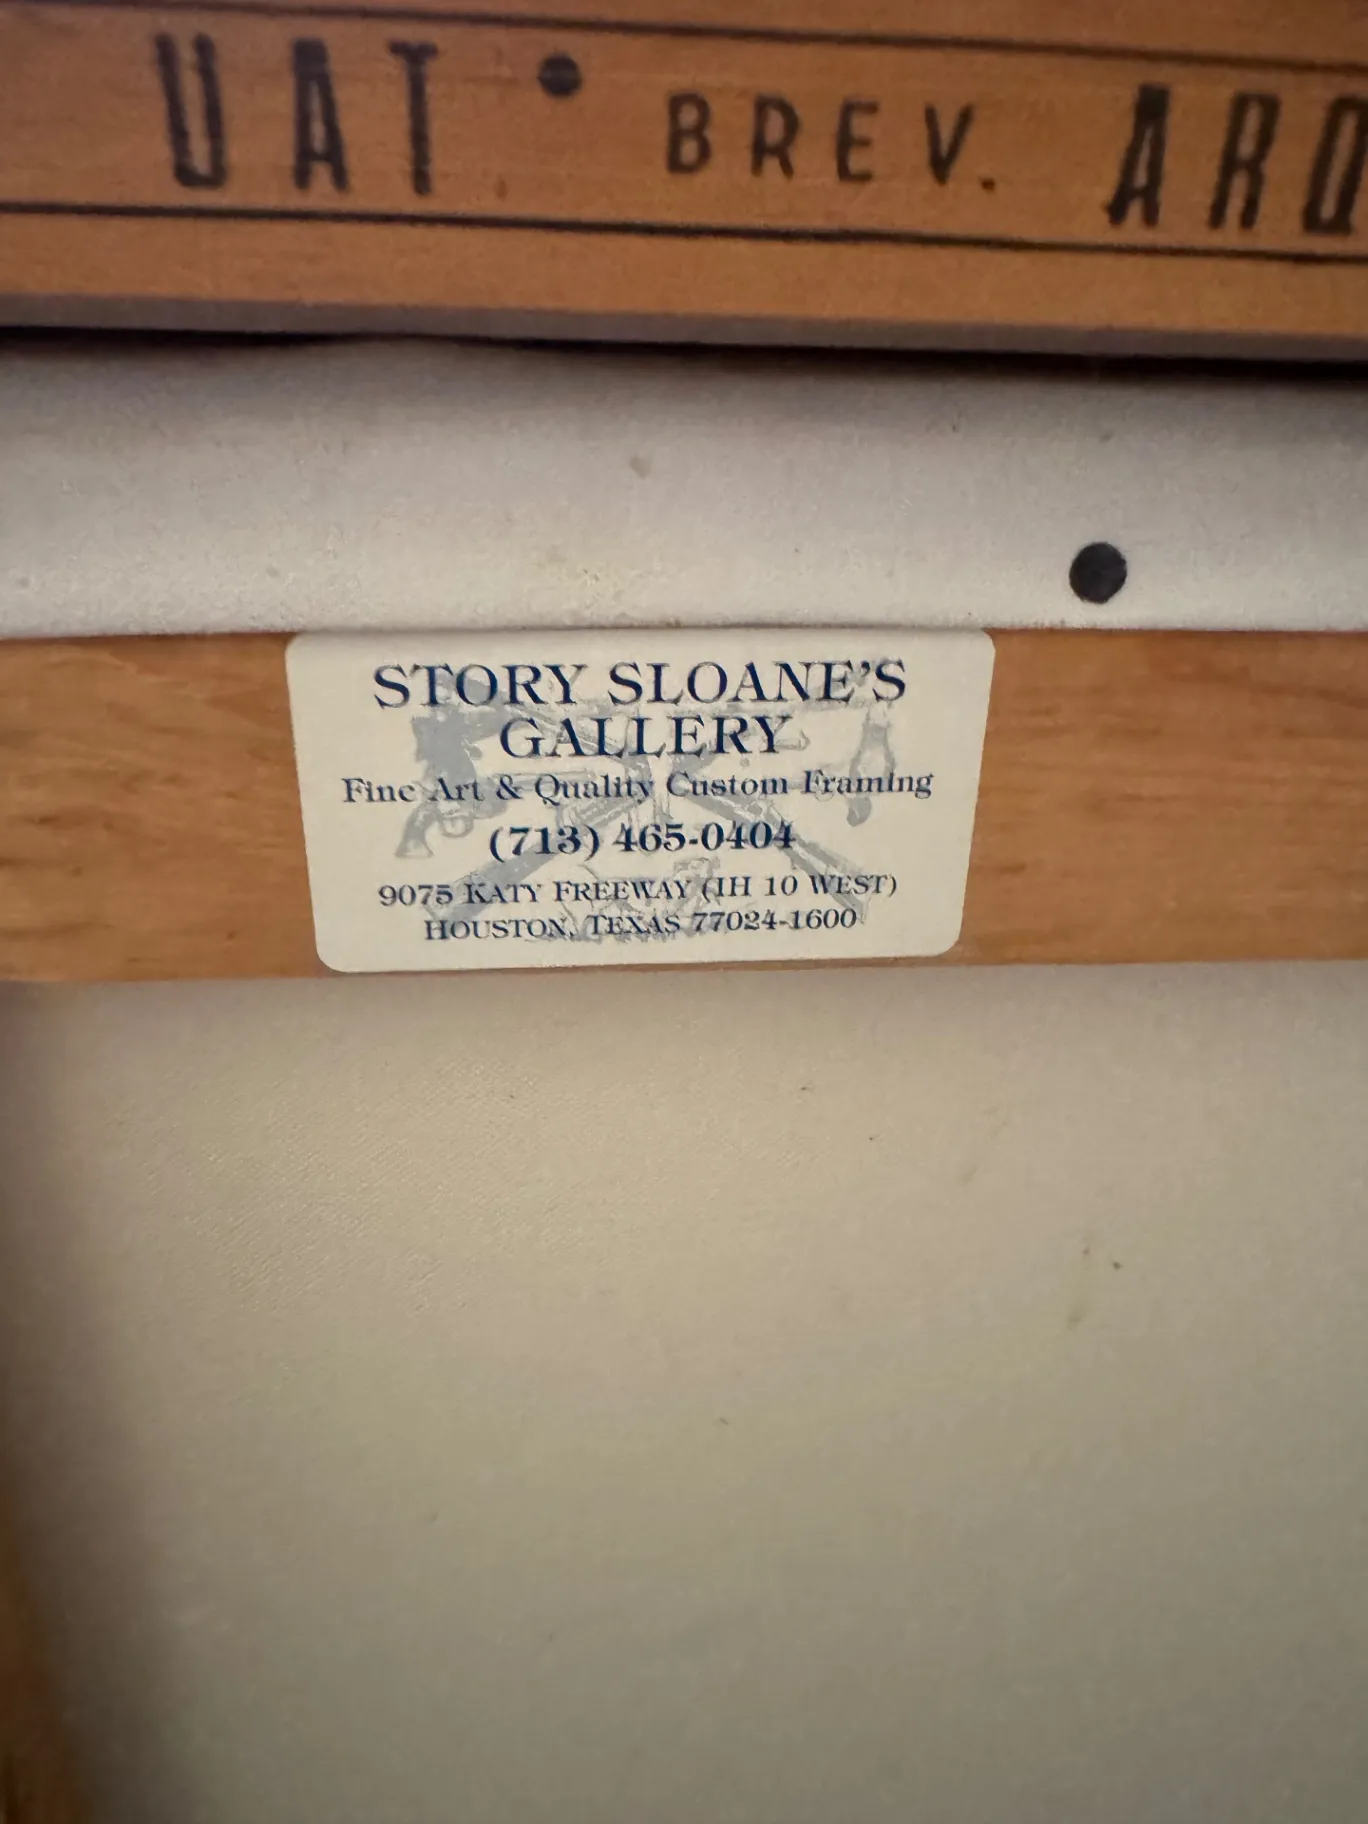 UAT • BREV. ARQ
STORY SLOANE'S
GALLERY
Fine Art & Quality Custom Framing
(713) 465-0404
9075 KATY FREEWAY (IH 10 WEST)
HOUSTON, TEXAS 77024-1600